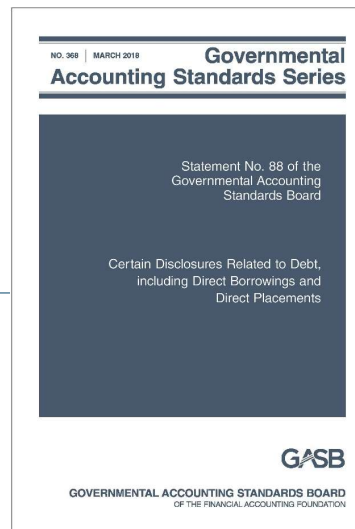 NO. 368 | MARCH 2018 Governmental
Accounting Standards Series
Statement No. 88 of the
Governmental Accounting
Standards Board
Certain Disclosures Related to Debt,
including Direct Borrowings and
Direct Placements
GASB
GOVERNMENTAL ACCOUNTING STANDARDS BOARD
OF THE FINANCIAL ACCOUNTING FOUNDATION